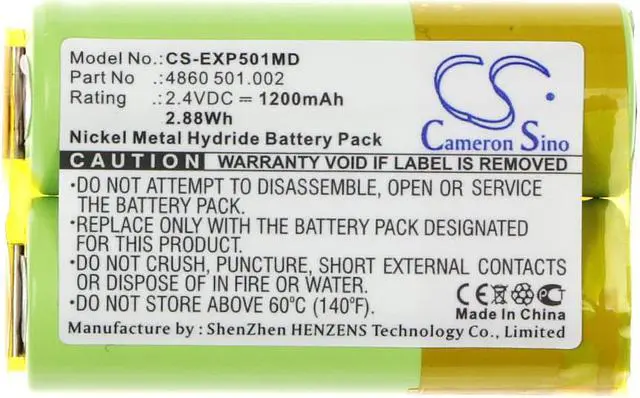 Model No.:CS-EXP501MD
Part No :4860 501.002
Rating :2.4VDC ⎓ 1200mAh
2.88Wh
CS
Cameron Sino
Nickel Metal Hydride Battery Pack
CAUTION WARRANTY VOID IF LABEL IS REMOVED
•DO NOT ATTEMPT TO DISASSEMBLE, OPEN OR SERVICE
THE BATTERY PACK.
•REPLACE ONLY WITH THE BATTERY PACK DESIGNATED
FOR THIS EQUIPMENT.
•DO NOT CRUSH, PUNCTURE, SHORT EXTERNAL CONTACTS
OR DISPOSE OF IN FIRE OR WATER.
•DO NOT STORE ABOVE 60°C (140°F)
CE
Made In China
Manufacture by : ShenZhen HENZENS Technology Co., Limited